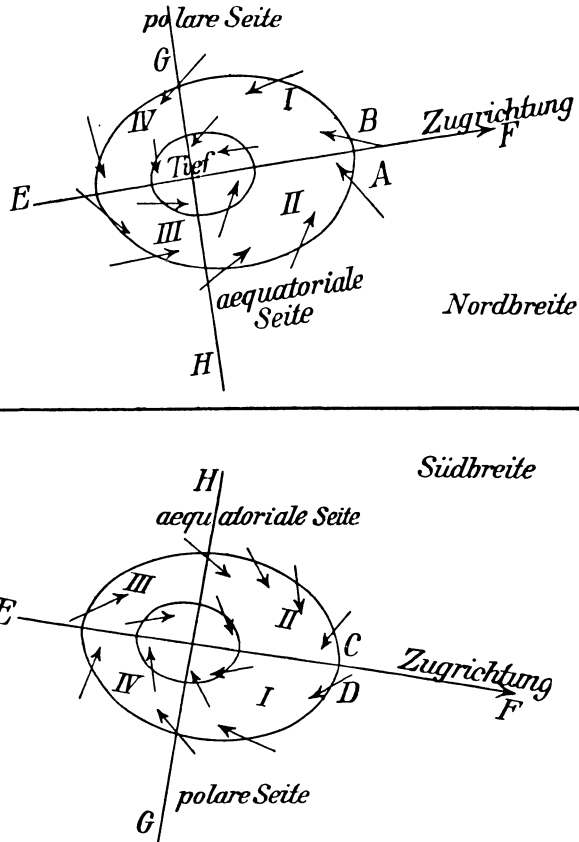 polare Seite
G
I
IV
B
Zugrichtung
F
Tief
A
E
II
III
aequatoriale
Seite
Nordbreite
H
Südbreite
H
aequatoriale Seite
III
II
E
C
Zugrichtung
D
F
IV
I
polare Seite
G